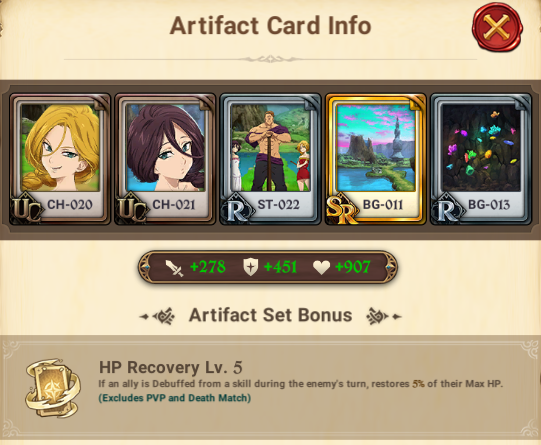 Artifact Card Info
UC CH-020
UC CH-021
R ST-022
SR BG-011
R BG-013
+278 +451 +907
Artifact Set Bonus
HP Recovery Lv. 5
If an ally is Debuffed from a skill during the enemy's turn, restores 5% of their Max HP.
(Excludes PVP and Death Match)